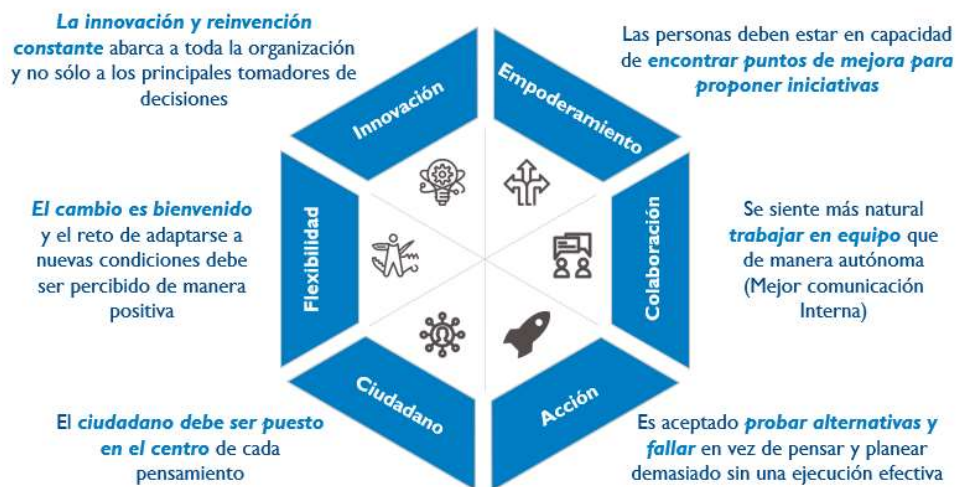 La innovación y reinvención
constante abarca a toda la organización
y no sólo a los principales tomadores de
decisiones
Innovación
Empoderamiento
Las personas deben estar en capacidad
de encontrar puntos de mejora para
proponer iniciativas
El cambio es bienvenido
y el reto de adaptarse a
nuevas condiciones debe
ser percibido de manera
positiva
Flexibilidad
Colaboración
Se siente más natural
trabajar en equipo que
de manera autónoma
(Mejor comunicación
Interna)
El ciudadano debe ser puesto
en el centro de cada
pensamiento
Ciudadano
Acción
Es aceptado probar alternativas y
fallar en vez de pensar y planear
demasiado sin una ejecución efectiva